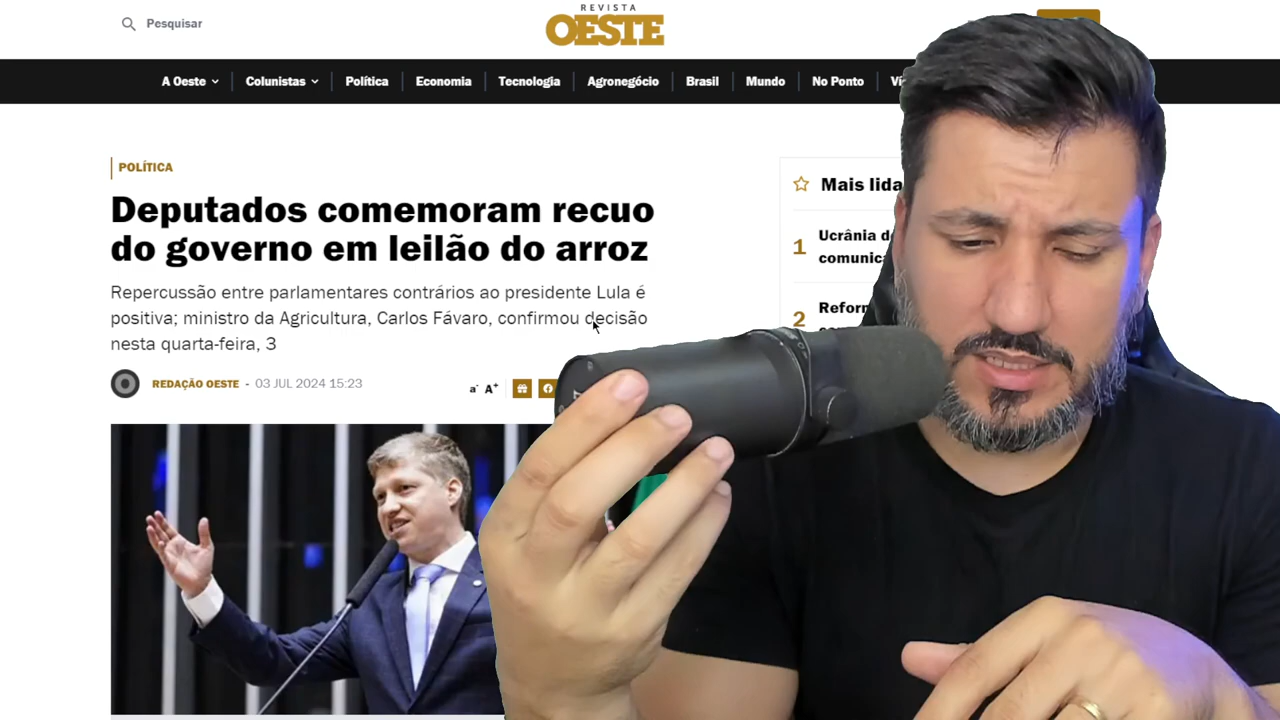 Pesquisar
REVISTA
OESTE
A Oeste
Colunistas
Política
Economia
Tecnologia
Agronegócio
Brasil
Mundo
No Ponto
POLÍTICA
Deputados comemoram recuo
do governo em leilão do arroz
Repercussão entre parlamentares contrários ao presidente Lula é
positiva; ministro da Agricultura, Carlos Fávaro, confirmou decisão
nesta quarta-feira, 3
REDAÇÃO OESTE - 03 JUL 2024 15:23
a- A+
Mais lida
1
Ucrânia
comunic
2
Refor